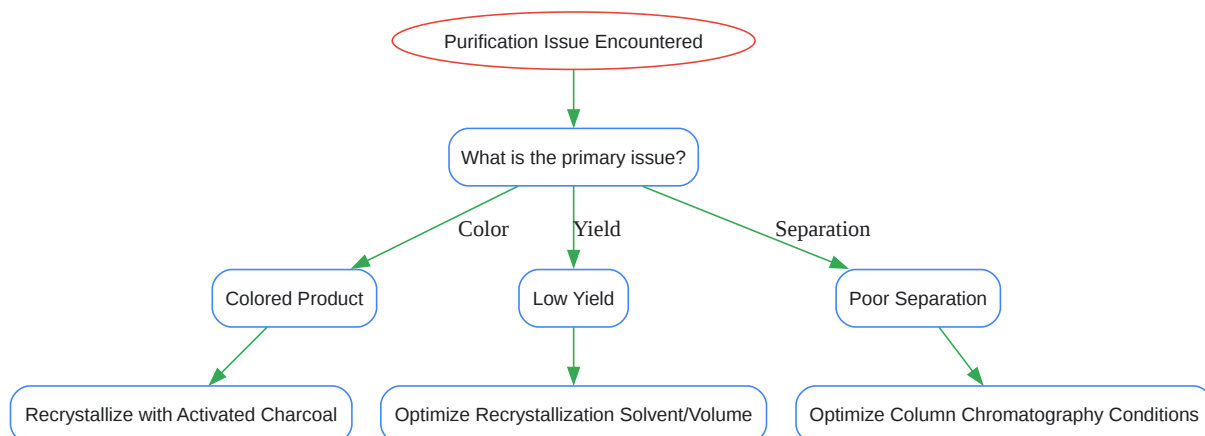 Purification Issue Encountered
What is the primary issue?
Color
Yield
Separation
Colored Product
Low Yield
Poor Separation
Recrystallize with Activated Charcoal
Optimize Recrystallization Solvent/Volume
Optimize Column Chromatography Conditions